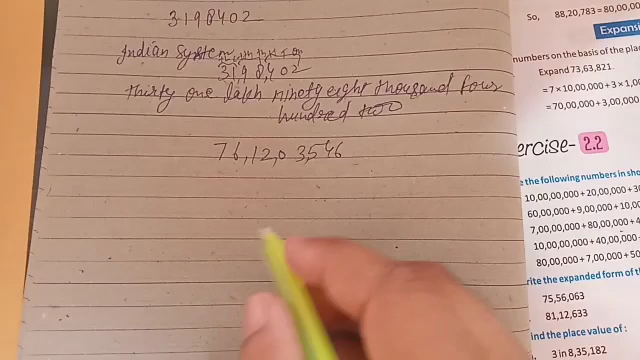 3198402
So, 88,20,783 = 80,00,00
Indian System
31,98,402
Expansi
numbers on the basis of the plac
Expand 73,63,821.
thirty one lakh ninety eight thousand four
= 7 × 10,00,000 + 3 × 1,00
hundred two
= 70,00,000 + 3,00,000
76,12,03,546
ercise- 2.2
e the following numbers in sho
10,00,00,000 + 20,00,000 + 30
60,00,000 + 9,00,000 + 10,00
7,00,00,000 + 80,00,000 + 4
10,00,00,000 + 40,00,000
80,00,000 + 7,00,000 + 50
rite the expanded form of t
75,56,063
81,12,633
ind the place value of:
3 in 8,35,182